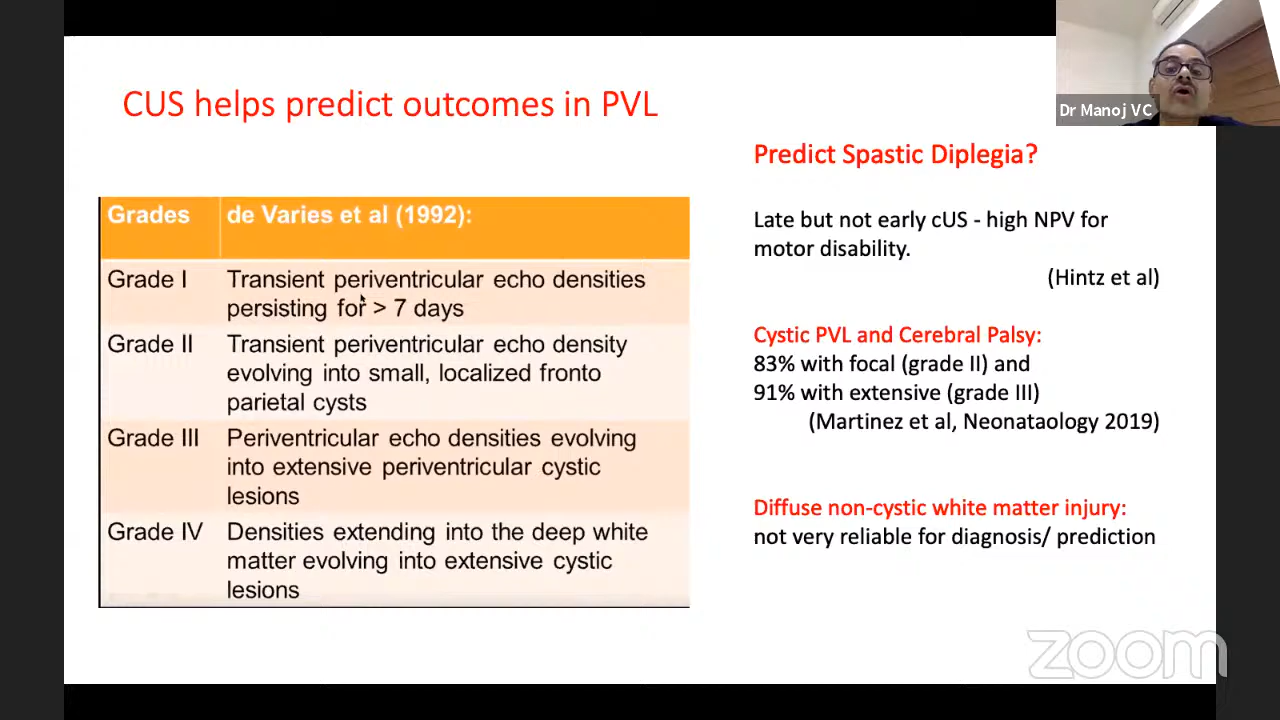 CUS helps predict outcomes in PVL
Dr Manoj VC
Grades de Varies et al (1992):
Grade I Transient periventricular echo densities
persisting for > 7 days
Grade II Transient periventricular echo density
evolving into small, localized fronto
parietal cysts
Grade III Periventricular echo densities evolving
into extensive periventricular cystic
lesions
Grade IV Densities extending into the deep white
matter evolving into extensive cystic
lesions
Predict Spastic Diplegia?
Late but not early cUS - high NPV for
motor disability.
(Hintz et al)
Cystic PVL and Cerebral Palsy:
83% with focal (grade II) and
91% with extensive (grade III)
(Martinez et al, Neonataology 2019)
Diffuse non-cystic white matter injury:
not very reliable for diagnosis/ prediction
zoom